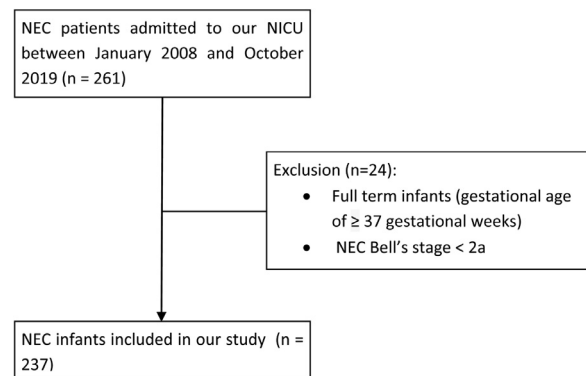 NEC patients admitted to our NICU
between January 2008 and October
2019 (n = 261)
Exclusion (n=24):
• Full term infants (gestational age
of ≥ 37 gestational weeks)
• NEC Bell's stage < 2a
NEC infants included in our study (n =
237)